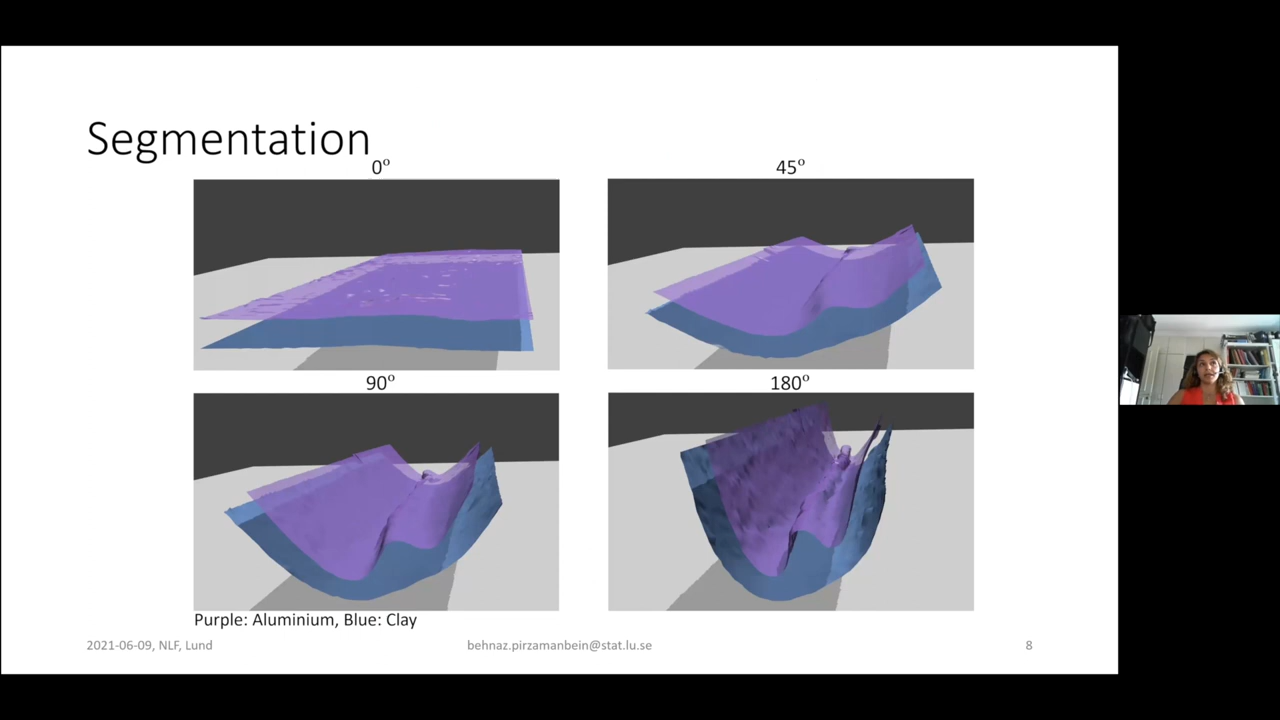 Segmentation
0º
45º
90º
180º
Purple: Aluminium, Blue: Clay
2021-06-09, NLF, Lund
behnaz.pirzamanbein@stat.lu.se
8